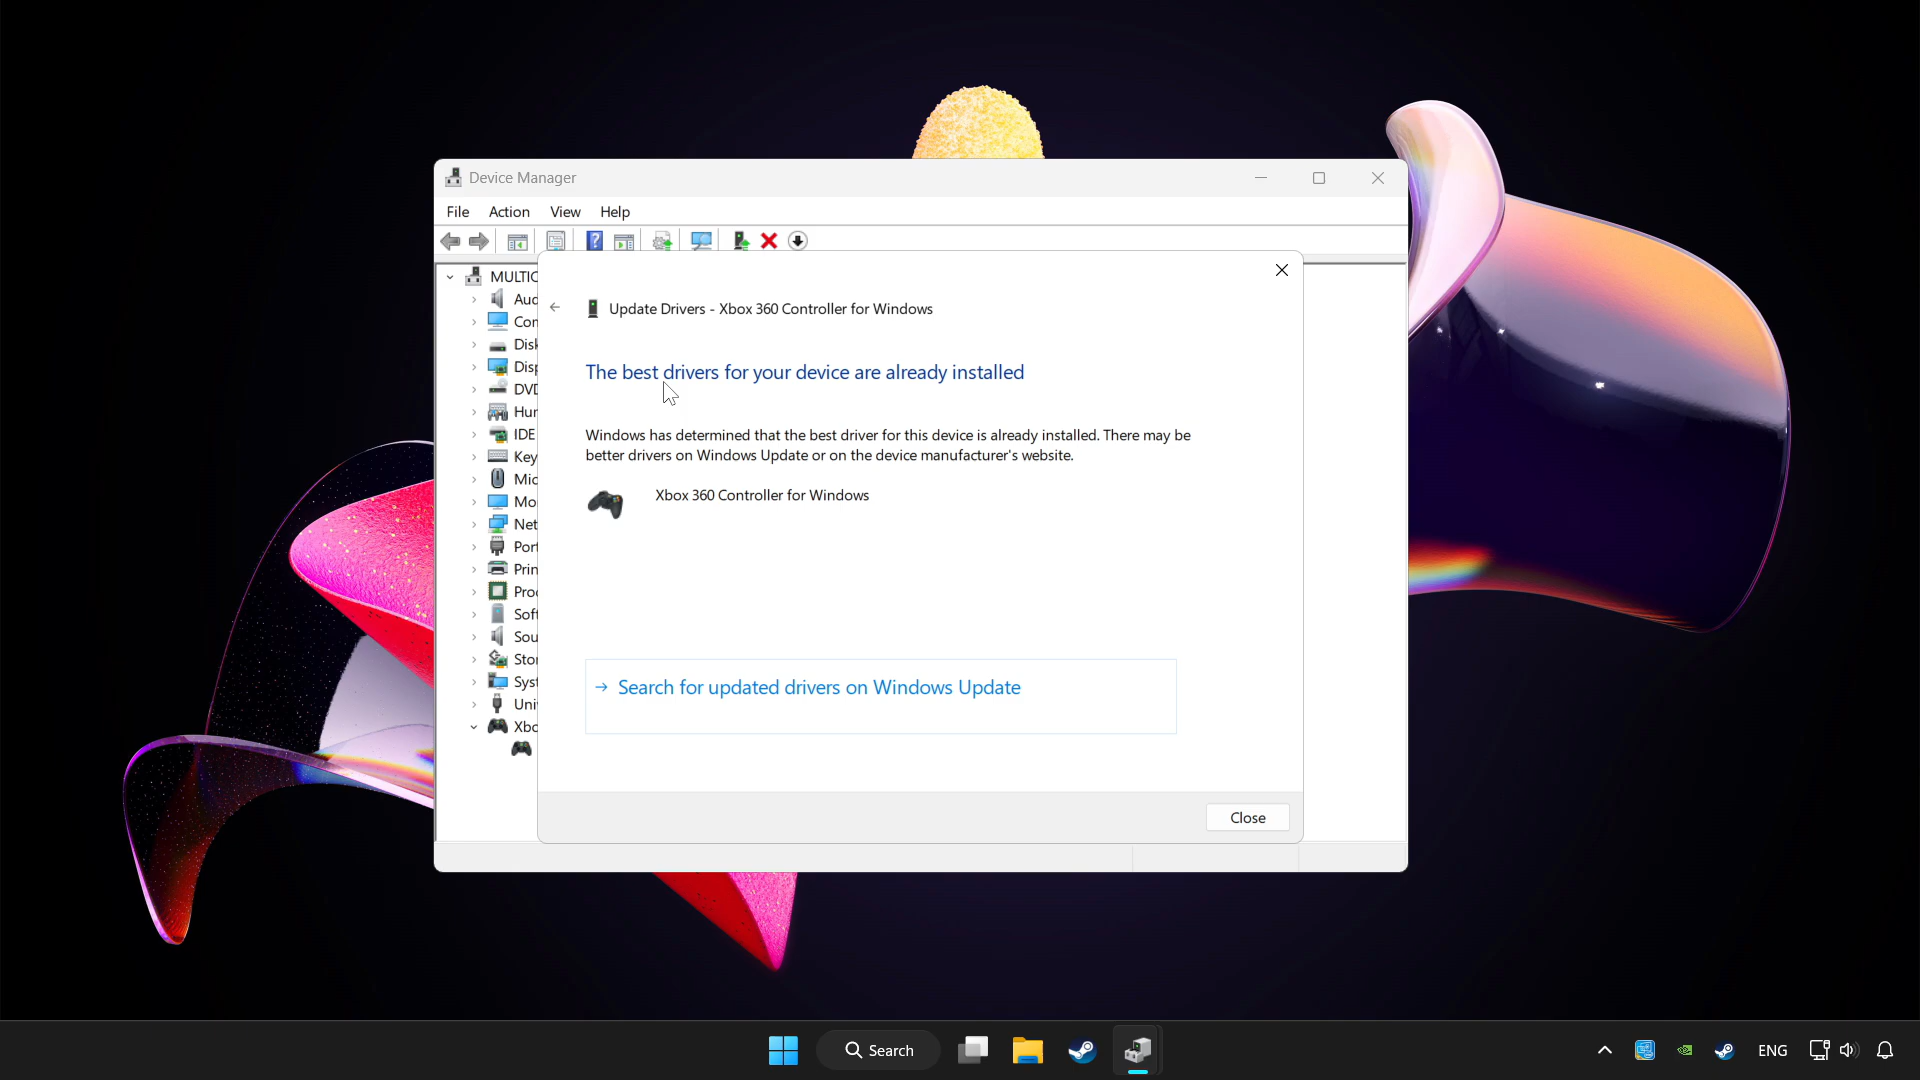 Device Manager
File Action View Help
MULTIC
Aud
Con
Disk
Disp
DVD
Hur
IDE
Key
Mic
Mor
Net
Port
Prin
Proc
Soft
Sou
Stor
Syst
Uni
Xbo
Update Drivers - Xbox 360 Controller for Windows
The best drivers for your device are already installed
Windows has determined that the best driver for this device is already installed. There may be
better drivers on Windows Update or on the device manufacturer's website.
Xbox 360 Controller for Windows
Search for updated drivers on Windows Update
Close
Search
ENG